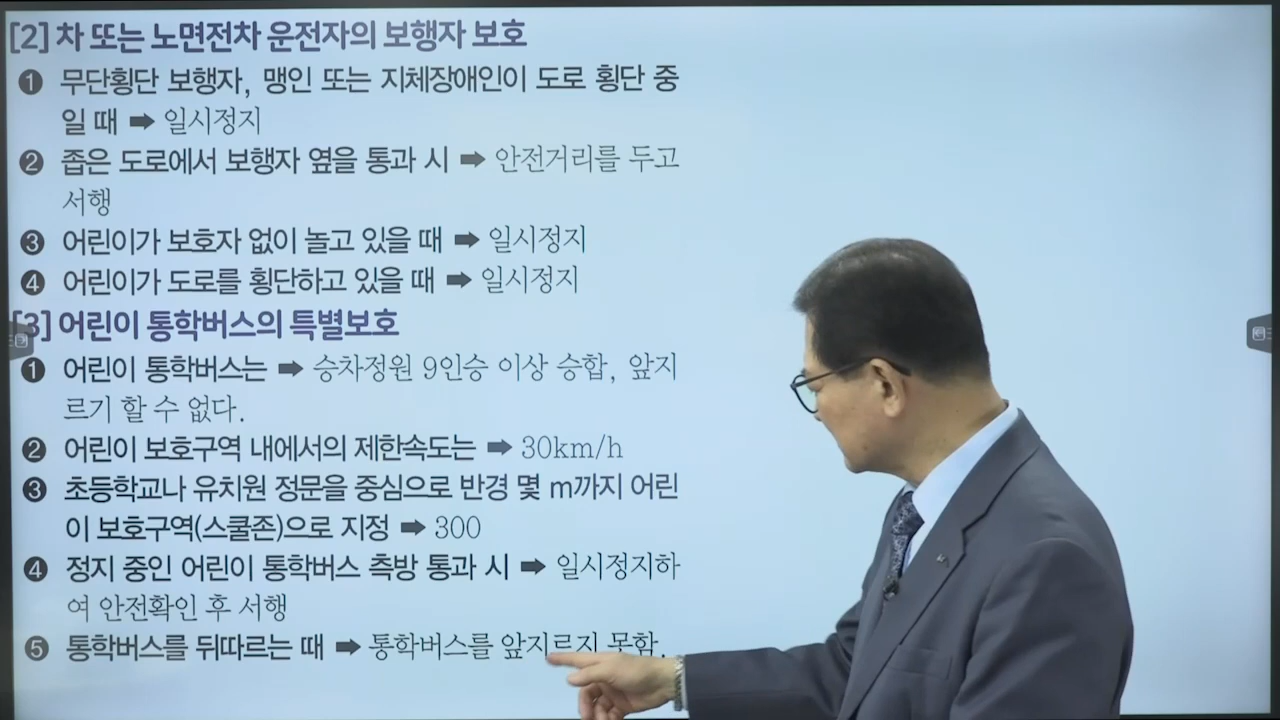 [2] 차 또는 노면전차 운전자의 보행자 보호
❶ 무단횡단 보행자, 맹인 또는 지체장애인이 도로 횡단 중
일 때 ➡ 일시정지
❷ 좁은 도로에서 보행자 옆을 통과 시 ➡ 안전거리를 두고
서행
❸ 어린이가 보호자 없이 놀고 있을 때 ➡ 일시정지
❹ 어린이가 도로를 횡단하고 있을 때 ➡ 일시정지
[3] 어린이 통학버스의 특별보호
❶ 어린이 통학버스는 ➡ 승차정원 9인승 이상 승합, 앞지
르기 할 수 없다.
❷ 어린이 보호구역 내에서의 제한속도는 ➡ 30km/h
❸ 초등학교나 유치원 정문을 중심으로 반경 몇 m까지 어린
이 보호구역(스쿨존)으로 지정 ➡ 300
❹ 정지 중인 어린이 통학버스 측방 통과 시 ➡ 일시정지하
여 안전확인 후 서행
❺ 통학버스를 뒤따르는 때 ➡ 통학버스를 앞지르지 못함.